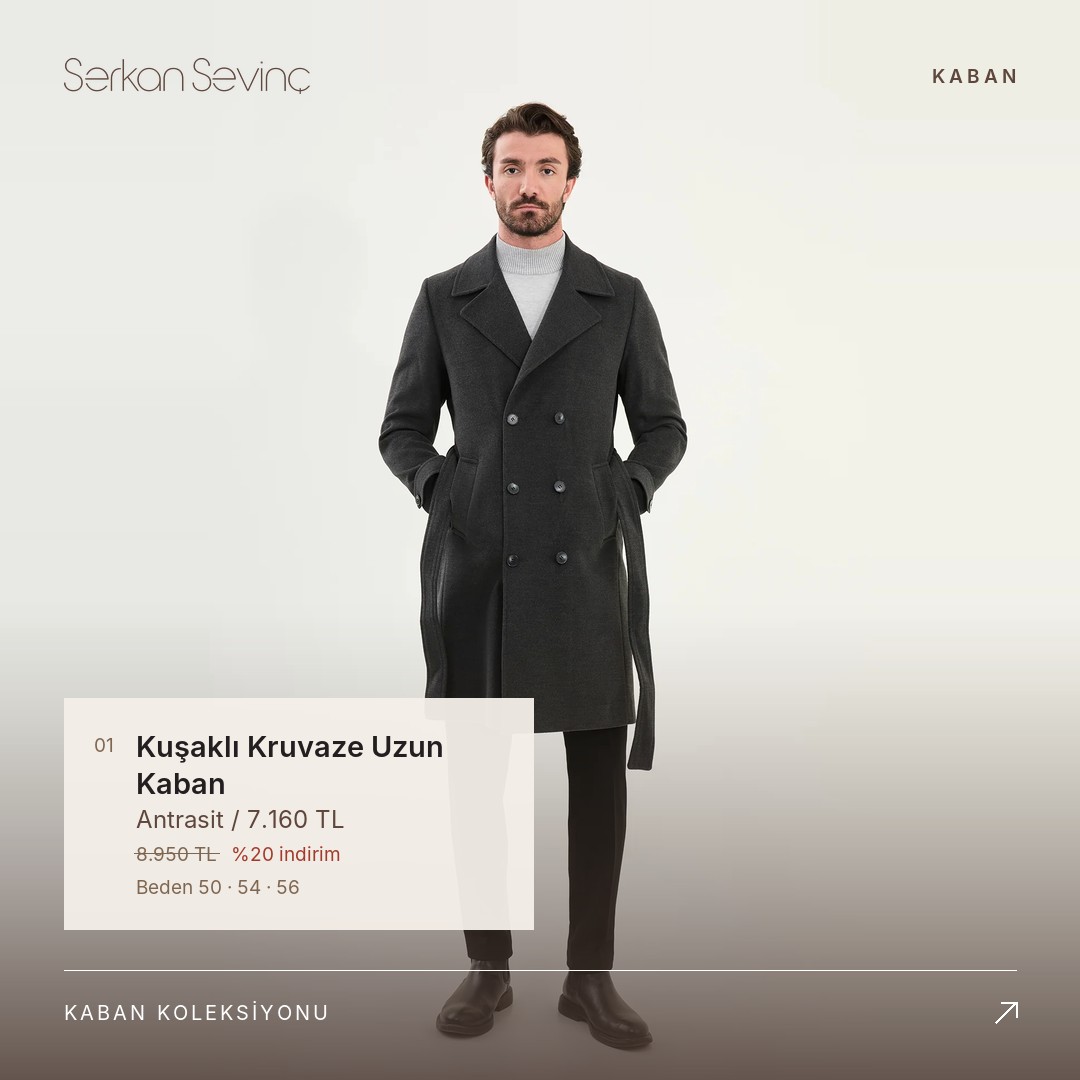 Serkan Sevinç
KABAN
01
Kuşaklı Kruvaze Uzun
Kaban
Antrasit / 7.160 TL
8.950 TL %20 indirim
Beden 50 · 54 · 56
KABAN KOLEKSİYONU